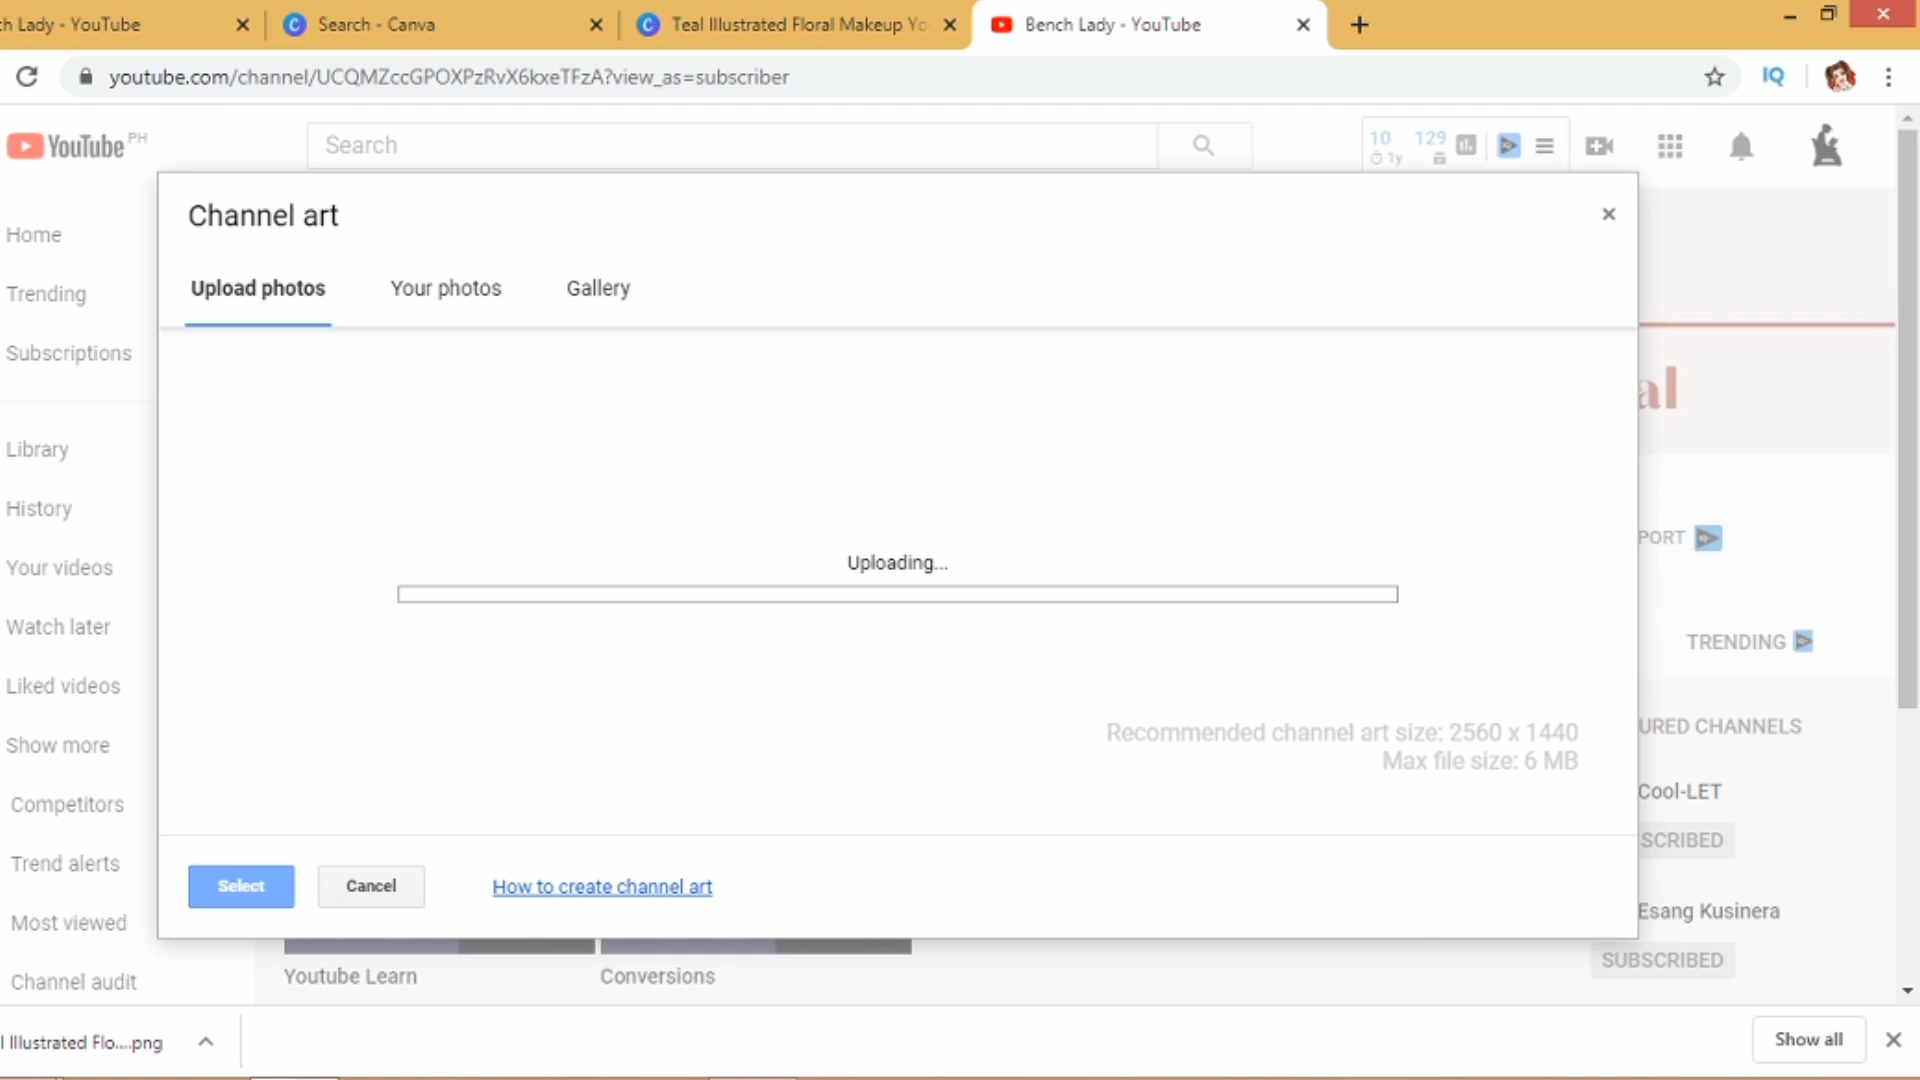 h Lady - YouTube
Search - Canva
Teal Illustrated Floral Makeup Yo
Bench Lady - YouTube
youtube.com/channel/UCQMZccGPOXPzRvX6kxeTFzA?view_as=subscriber
IQ
YouTube PH
Search
10 129
1y
Channel art
Home
Upload photos Your photos Gallery
Trending
Subscriptions
al
Library
History
PORT
Uploading...
Your videos
Watch later
TRENDING
Liked videos
Recommended channel art size: 2560 x 1440
Max file size: 6 MB
URED CHANNELS
Show more
Cool-LET
Competitors
SCRIBED
Trend alerts
Select Cancel How to create channel art
Esang Kusinera
Most viewed
SUBSCRIBED
Youtube Learn Conversions
Channel audit
l Illustrated Flo....png
Show all